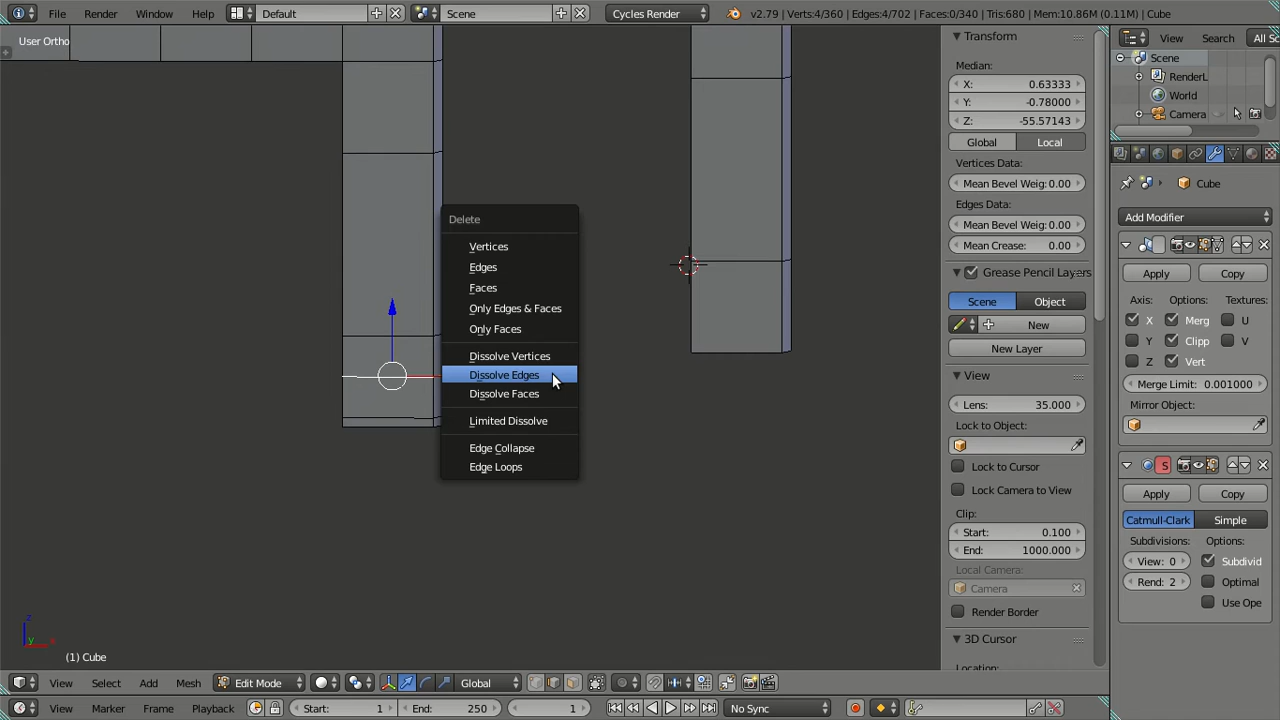 File Render Window Help Default Scene Cycles Render v2.79 | Verts:4/360 | Edges:4/702 | Faces:0/340 | Tris:680 | Mem:10.86M (0.11M) | Cube
User Ortho
Delete
Vertices
Edges
Faces
Only Edges & Faces
Only Faces
Dissolve Vertices
Dissolve Edges
Dissolve Faces
Limited Dissolve
Edge Collapse
Edge Loops
z
y x
(1) Cube
Transform
Median:
X: 0.63333
Y: -0.78000
Z: -55.57143
Global Local
Vertices Data:
Mean Bevel Weig: 0.00
Edges Data:
Mean Bevel Weig: 0.00
Mean Crease: 0.00
Grease Pencil Layers
Scene Object
New
New Layer
View
Lens: 35.000
Lock to Object:
Lock to Cursor
Lock Camera to View
Clip:
Start: 0.100
End: 1000.000
Local Camera:
Camera
Render Border
3D Cursor
View Search All Sc
Scene
RenderL
World
Camera
Cube
Add Modifier
Apply Copy
Axis: Options: Textures:
X Merg U
Y Clipp V
Z Vert
Merge Limit: 0.001000
Mirror Object:
S
Apply Copy
Catmull-Clark Simple
Subdivisions: Options:
View: 0 Subdivid
Rend: 2 Optimal
Use Ope
View Select Add Mesh Edit Mode Global
View Marker Frame Playback Start: 1 End: 250 1 No Sync